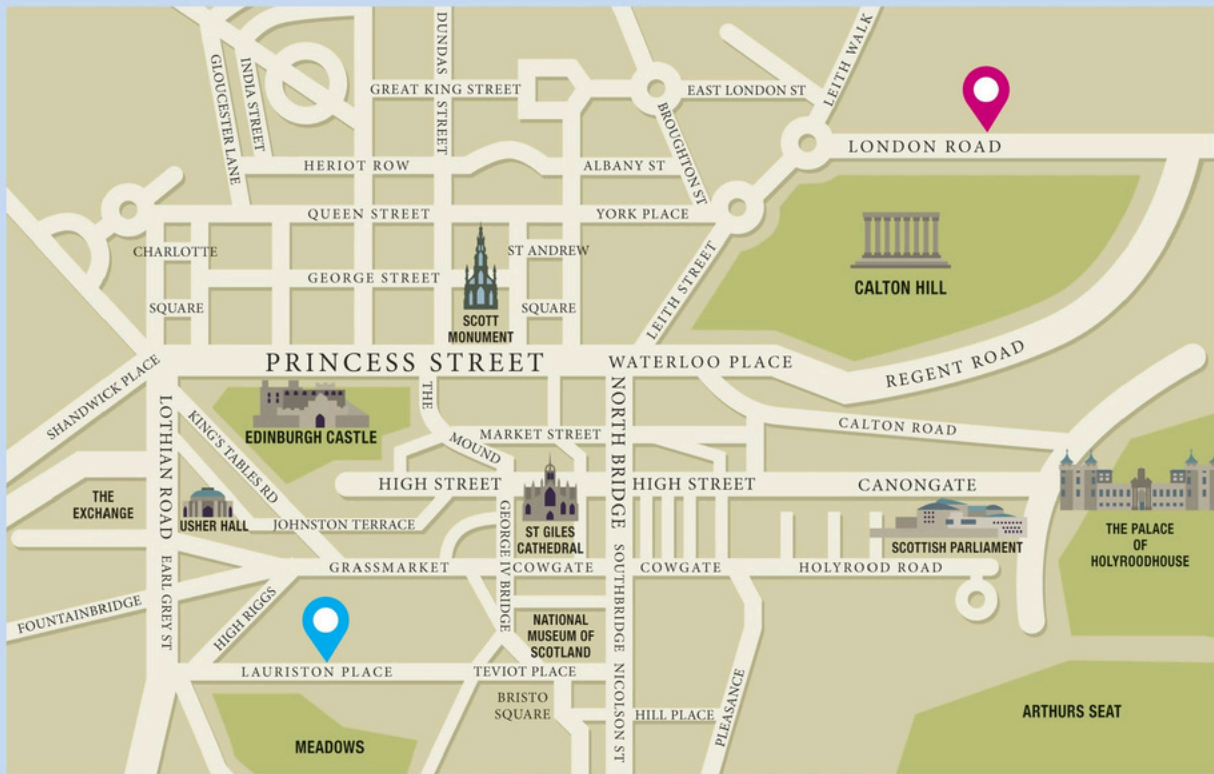 DUNDAS
STREET
LEITH WALK
GLOUCESTER LANE
INDIA STREET
GREAT KING STREET
EAST LONDON ST
BROUGHTON ST
LONDON ROAD
HERIOT ROW
ALBANY ST
QUEEN STREET
YORK PLACE
CHARLOTTE
SQUARE
GEORGE STREET
ST ANDREW
SQUARE
SCOTT
MONUMENT
LEITH STREET
CALTON HILL
PRINCESS STREET
WATERLOO PLACE
REGENT ROAD
SHANDWICK PLACE
LOTHIAN ROAD
KING'S TABLES RD
EDINBURGH CASTLE
THE
MOUND
MARKET STREET
NORTH BRIDGE
CALTON ROAD
HIGH STREET
HIGH STREET
CANONGATE
THE
EXCHANGE
USHER HALL
JOHNSTON TERRACE
GEORGE IV BRIDGE
ST GILES
CATHEDRAL
SCOTTISH PARLIAMENT
THE PALACE
OF
HOLYROODHOUSE
EARL GREY ST
GRASSMARKET
COWGATE
SOUTHBRIDGE
COWGATE
HOLYROOD ROAD
FOUNTAINBRIDGE
HIGH RIGGS
NATIONAL
MUSEUM OF
SCOTLAND
LAURISTON PLACE
TEVIOT PLACE
NICOLSON ST
PLEASANCE
BRISTO
SQUARE
HILL PLACE
MEADOWS
ARTHURS SEAT